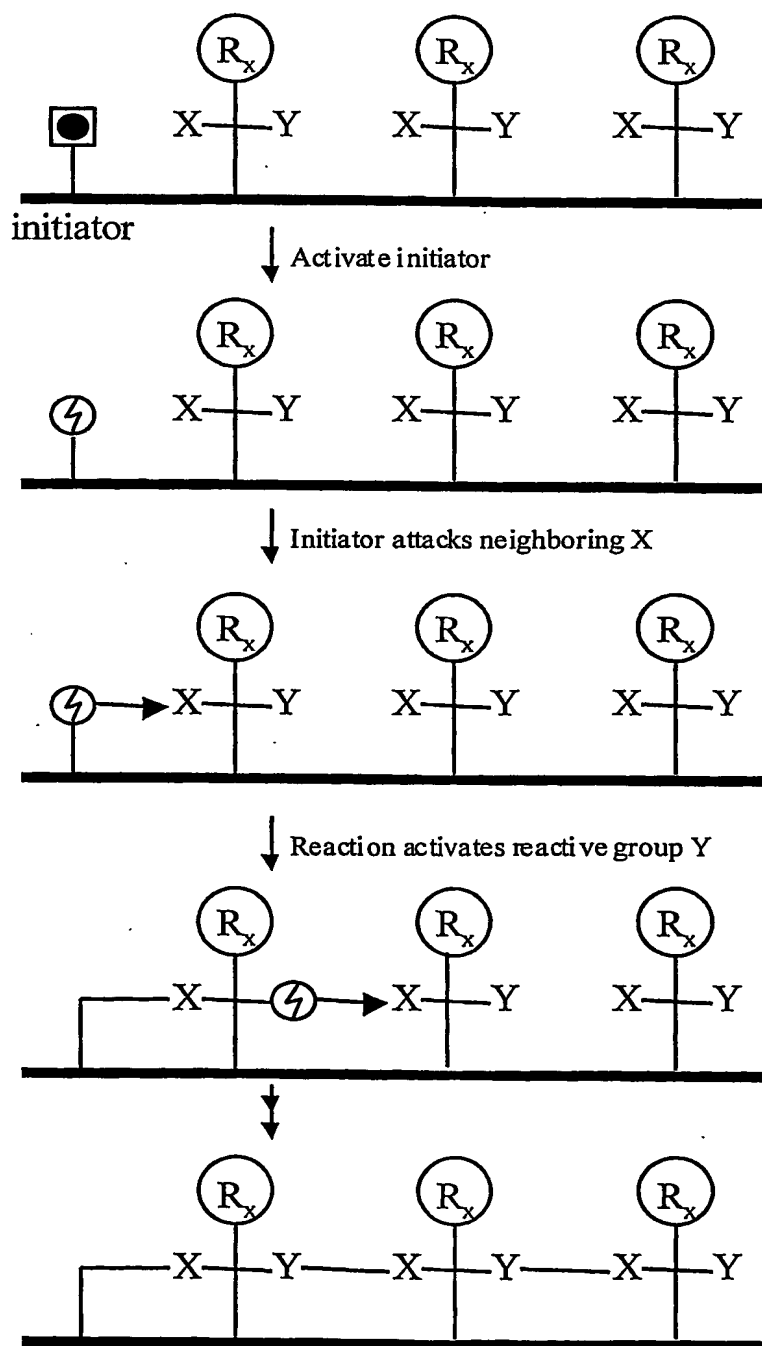 Rx Rx Rx
X Y X Y X Y
initiator
Activate initiator
Rx Rx Rx
X Y X Y X Y
Initiator attacks neighboring X
Rx Rx Rx
X Y X Y X Y
Reaction activates reactive group Y
Rx Rx Rx
X X Y X Y
Rx Rx Rx
X Y X Y X Y